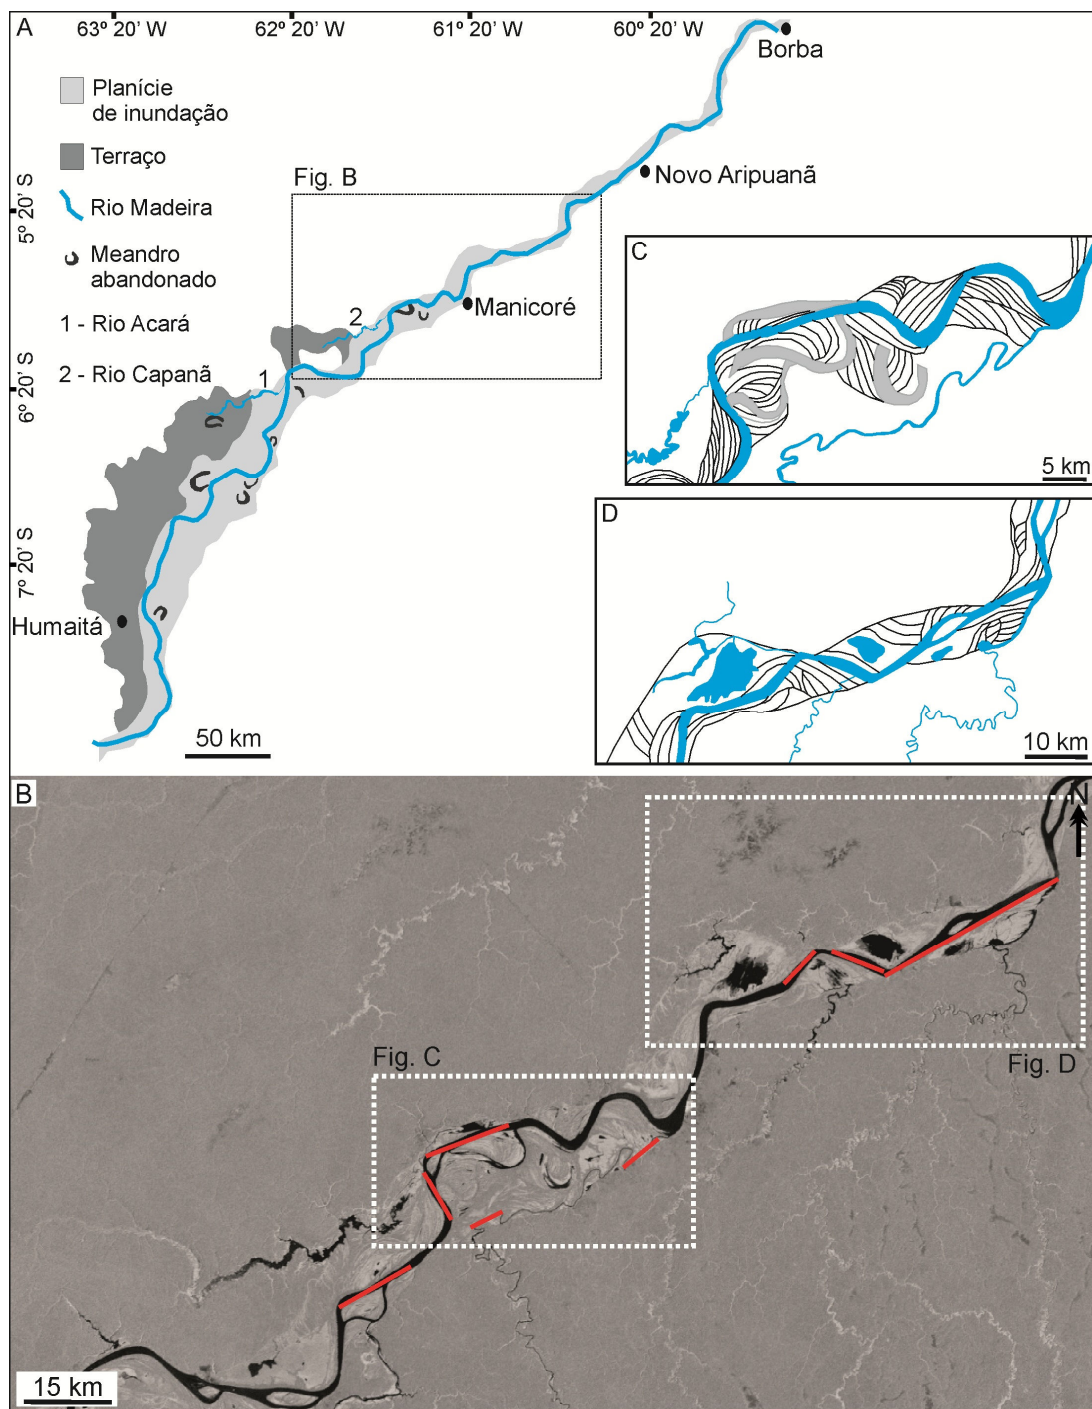 A
63º 20' W
62º 20' W
61º 20' W
60º 20' W
Borba
Planície
de inundação
Terraço
Rio Madeira
Meandro
abandonado
1 - Rio Acará
2 - Rio Capanã
5º 20' S
6º 20' S
7º 20' S
Fig. B
Novo Aripuanã
Manicoré
2
1
Humaitá
50 km
C
5 km
D
10 km
B
N
Fig. C
Fig. D
15 km